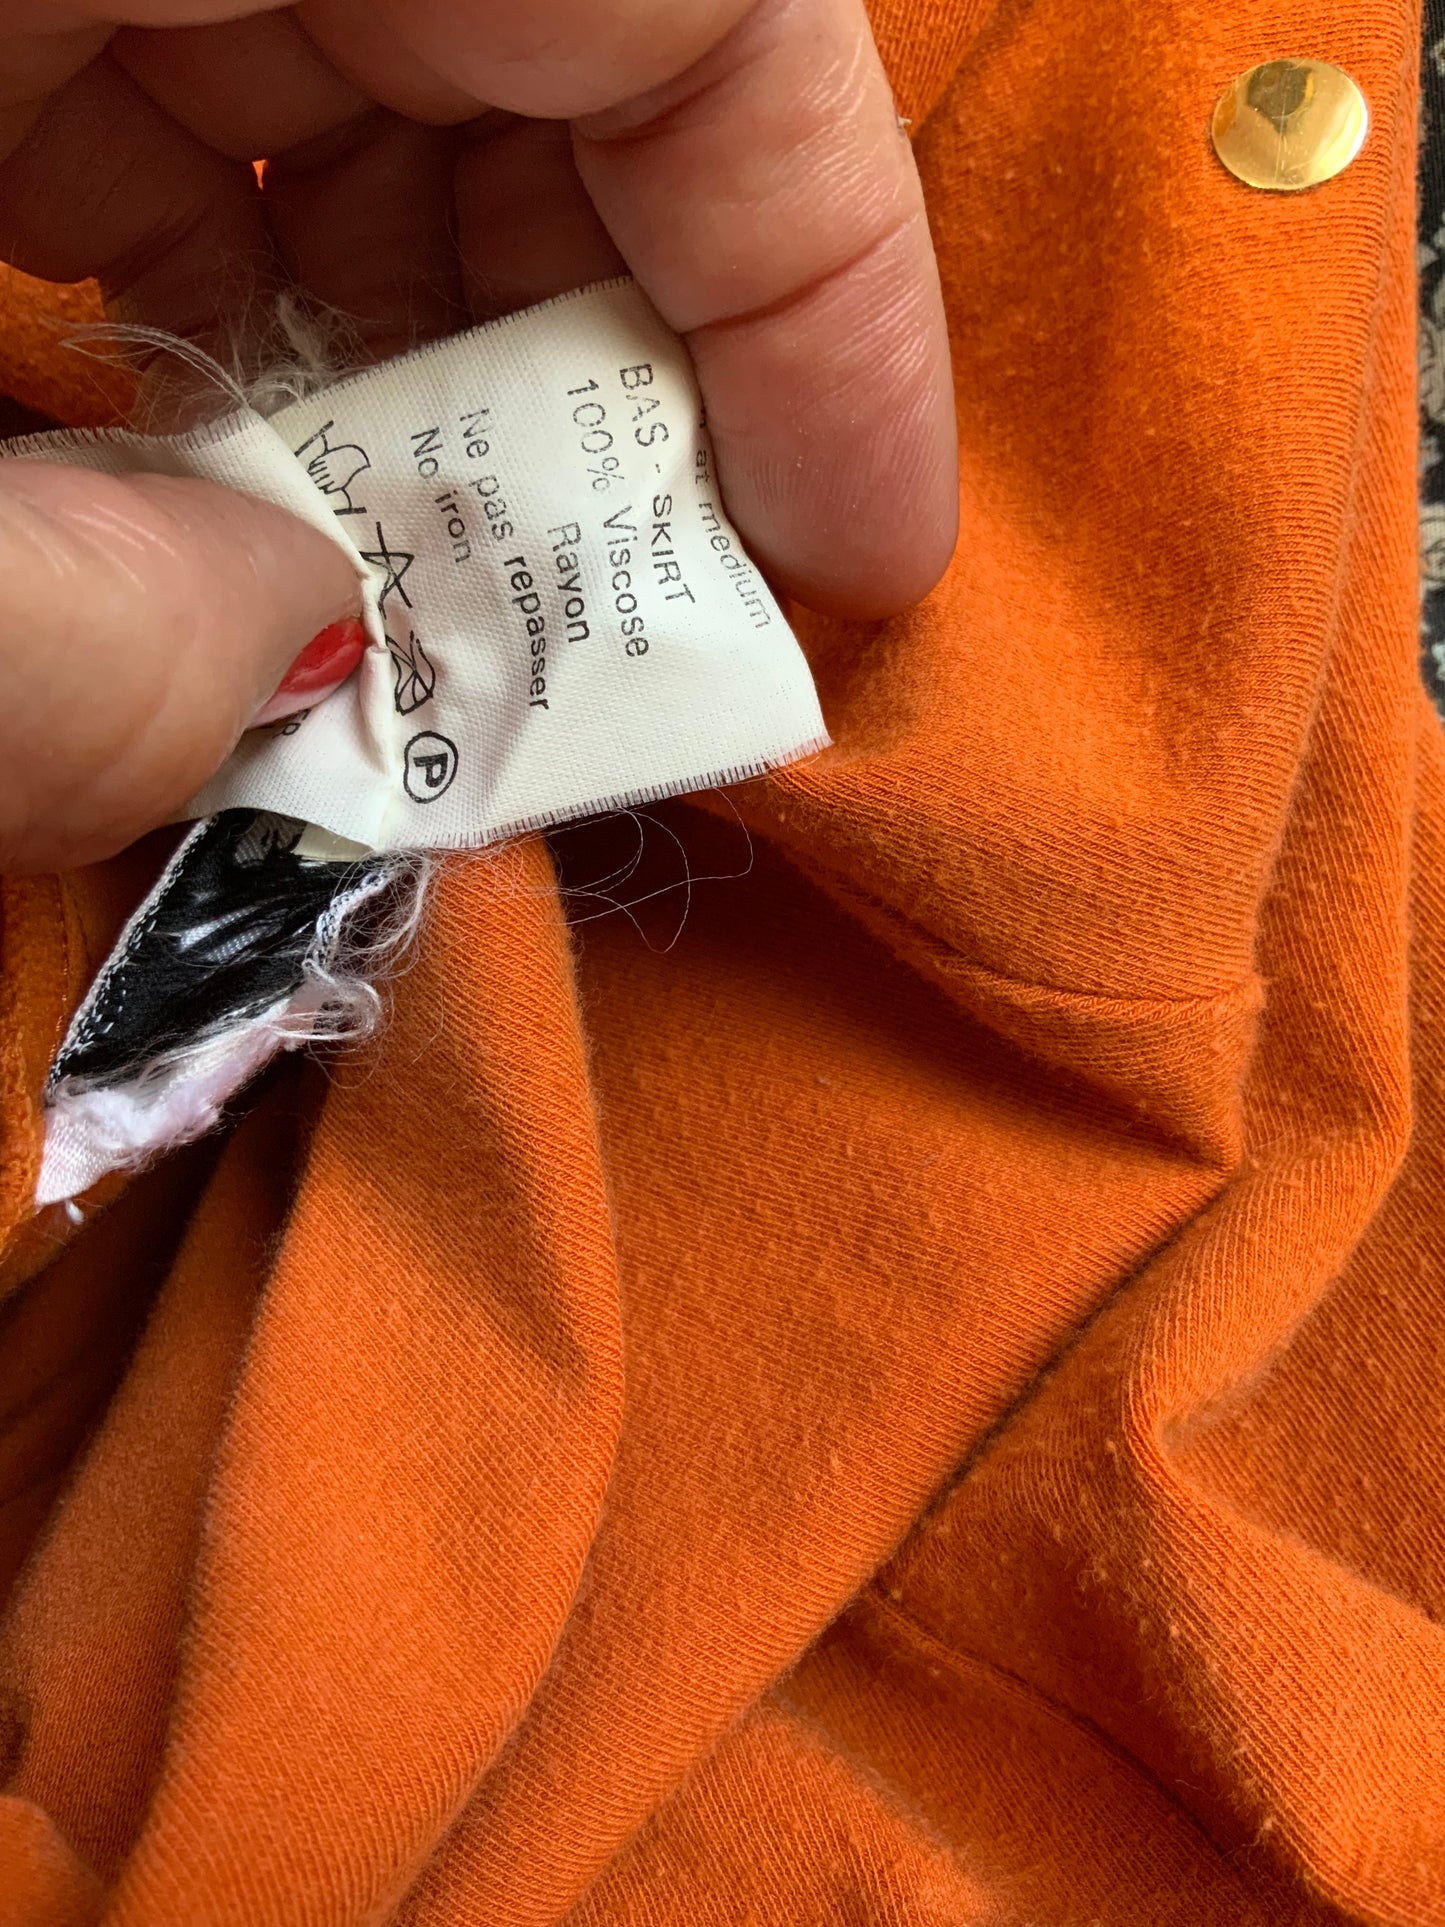 at medium
BAS - SKIRT
100% Viscose
Rayon
Ne pas repasser
No iron
P